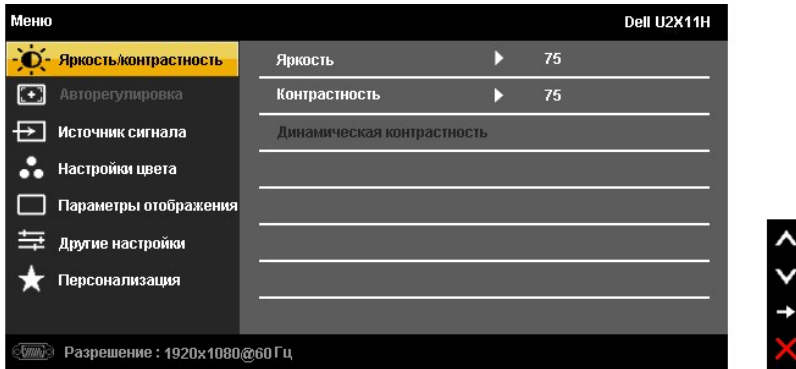 Меню Dell U2X11H
Яркость/контрастность Яркость 75
Авторегулировка Контрастность 75
Источник сигнала Динамическая контрастность
Настройки цвета
Параметры отображения
Другие настройки
Персонализация
Разрешение : 1920x1080@60 Гц